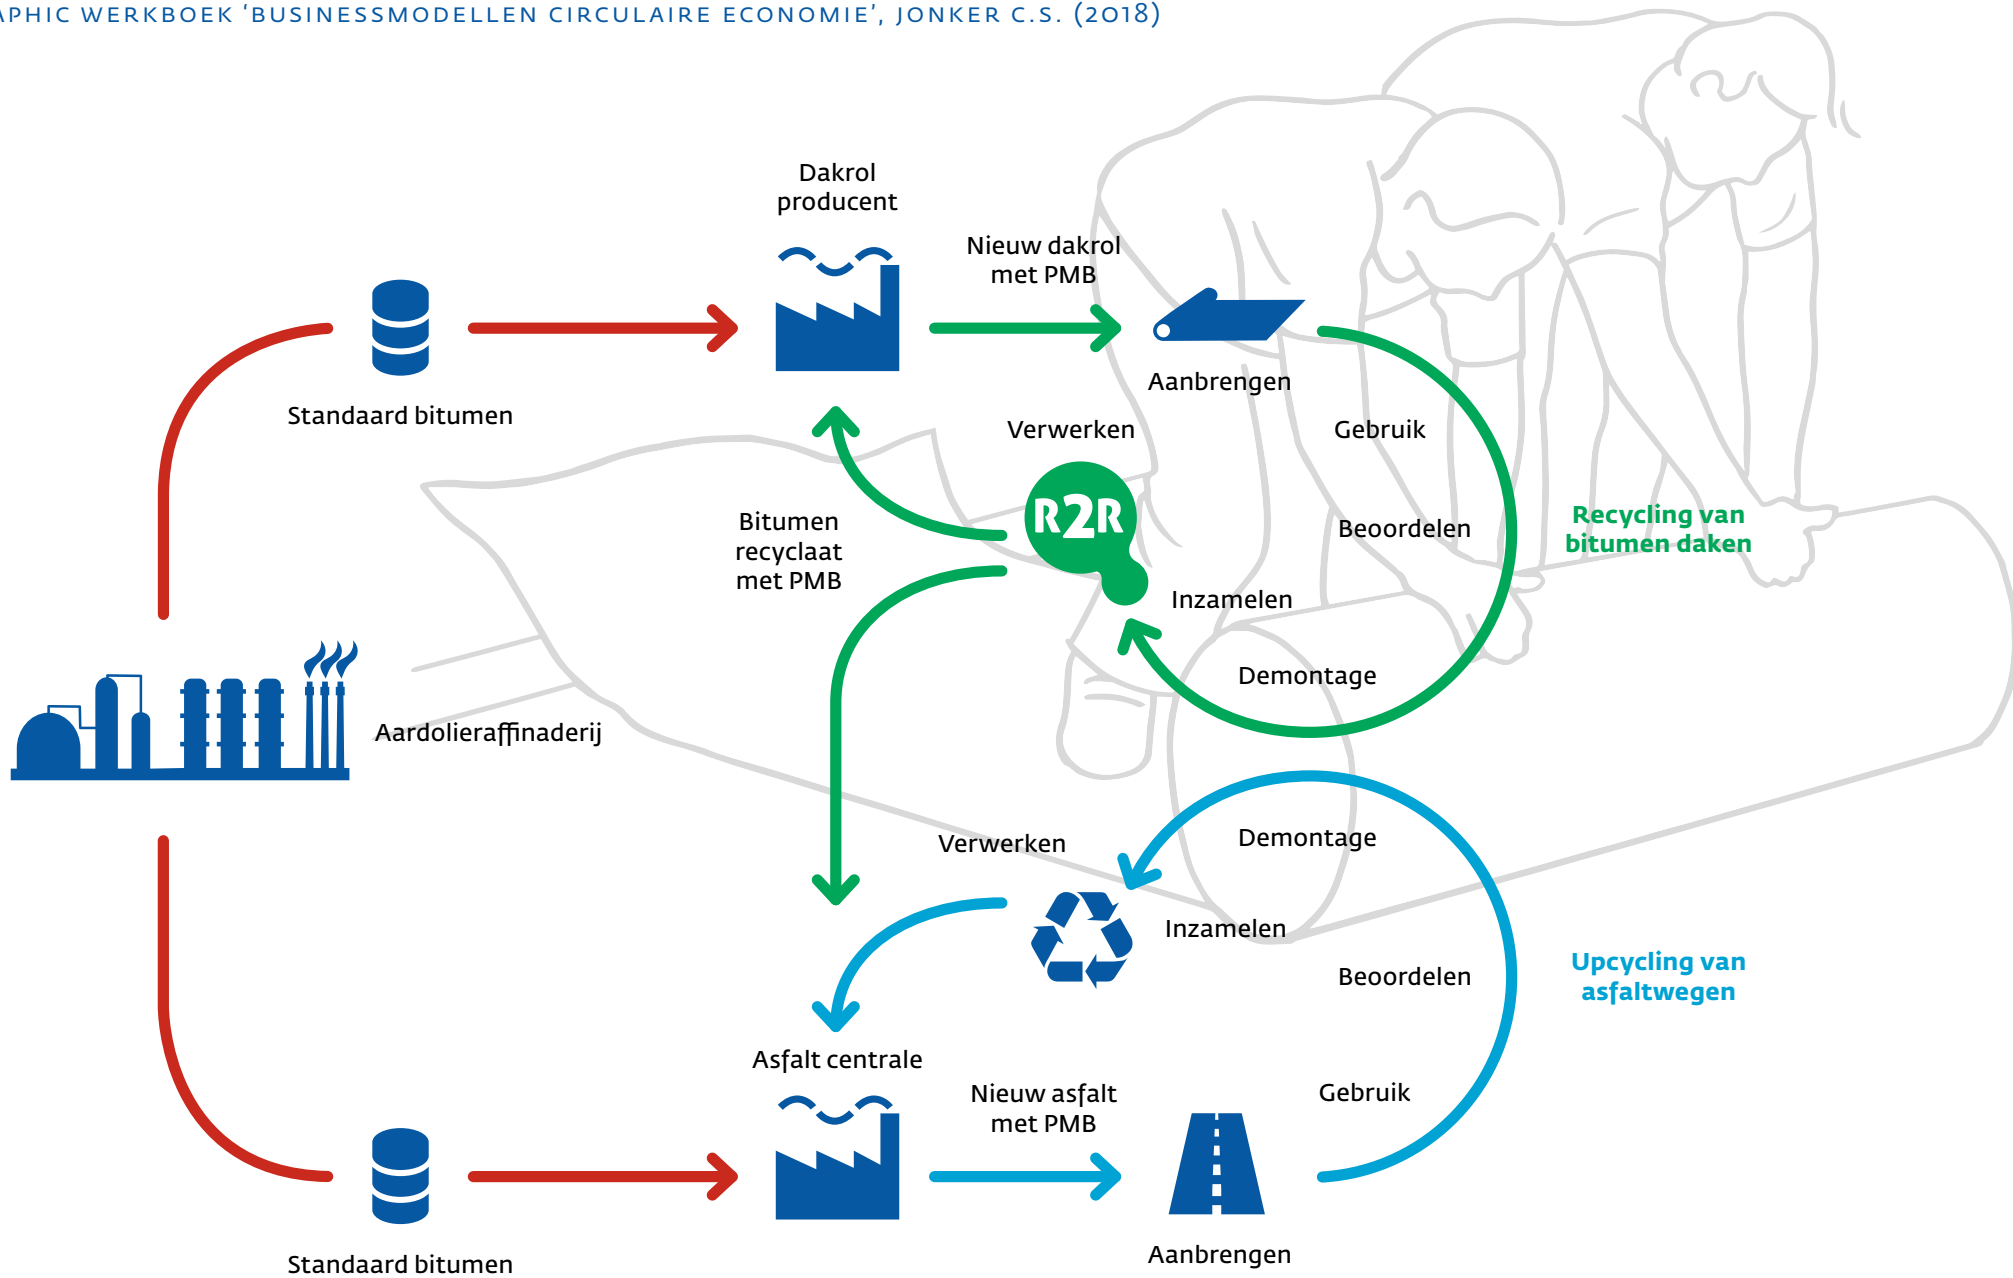 APHIC WERKBOEK ‘BUSINESSMODELLEN CIRCULAIRE ECONOMIE’, JONKER C.S. (2018)
Dakrol
producent
Nieuw dakrol
met PMB
Standaard bitumen
Aanbrengen
Verwerken
Gebruik
R2R
Bitumen
recyclaat
met PMB
Beoordelen
Recycling van
bitumen daken
Inzamelen
Demontage
Aardolieraffinaderij
Verwerken
Demontage
Inzamelen
Beoordelen
Upcycling van
asfaltwegen
Asfalt centrale
Nieuw asfalt
met PMB
Gebruik
Standaard bitumen
Aanbrengen